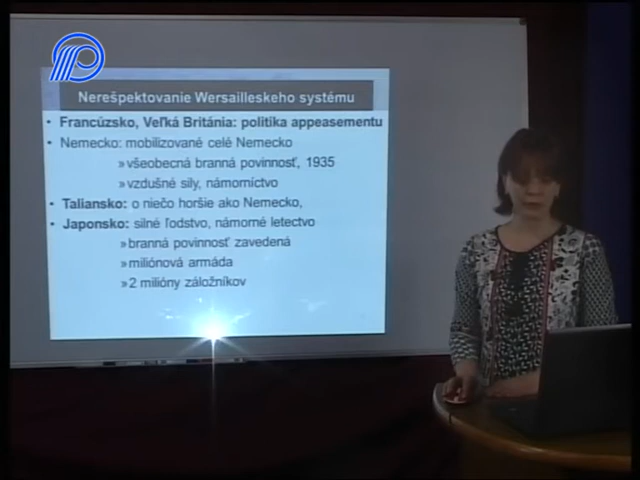 Nerešpektovanie Wersailleskeho systému
• Francúzsko, Veľká Británia: politika appeasementu
• Nemecko: mobilizované celé Nemecko
»všeobecná branná povinnosť, 1935
»vzdušné sily, námorníctvo
• Taliansko: o niečo horšie ako Nemecko,
• Japonsko: silné ľodstvo, námorné letectvo
»branná povinnosť zavedená
»miliónová armáda
»2 milióny záložníkov